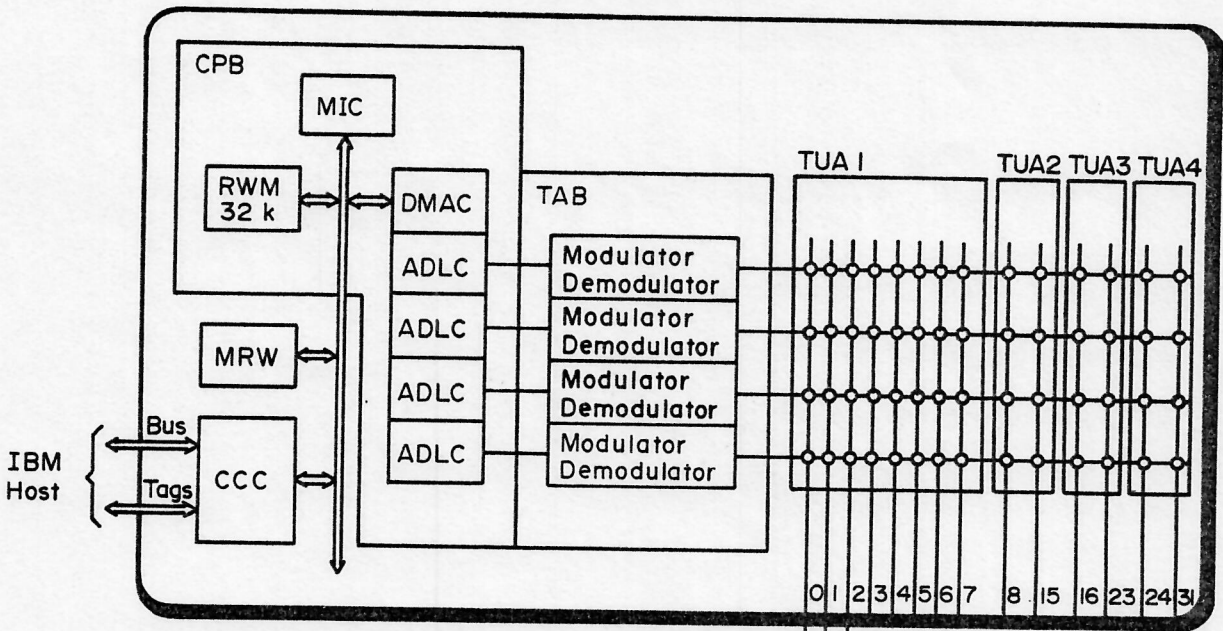 CPB
MIC
RWM
32 k
DMAC
ADLC
ADLC
ADLC
ADLC
MRW
CCC
Bus
Tags
IBM
Host
TAB
Modulator
Demodulator
Modulator
Demodulator
Modulator
Demodulator
Modulator
Demodulator
TUA 1
TUA2
TUA3
TUA4
0 1 2 3 4 5 6 7 8 15 16 23 24 31